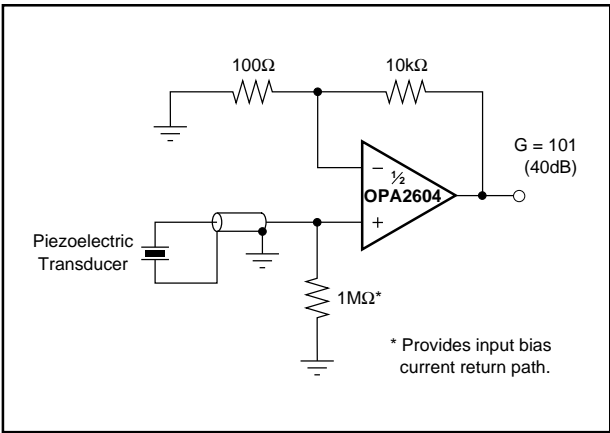 100Ω
10kΩ
G = 101
(40dB)
–
½
OPA2604
+
Piezoelectric
Transducer
1MΩ*
* Provides input bias
current return path.